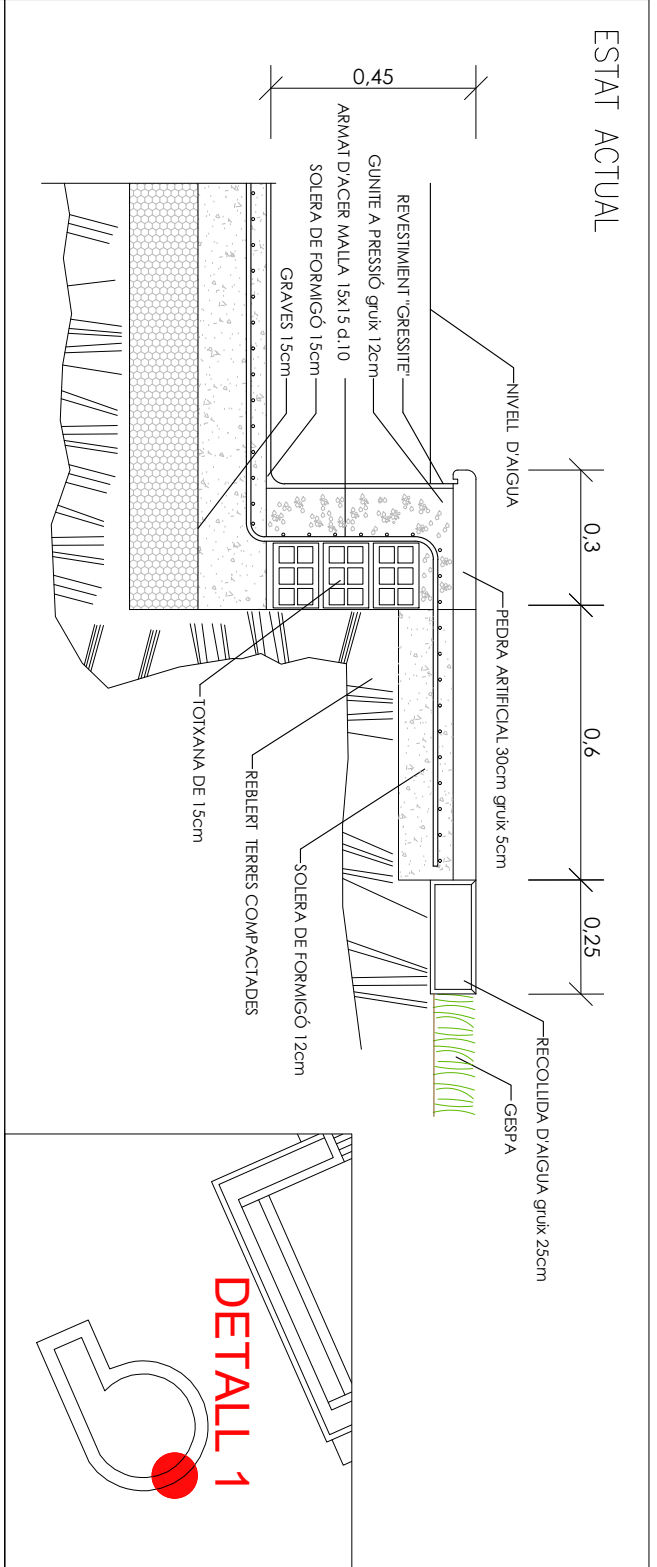 ESTAT ACTUAL
0,45
0,3
0,6
0,25
NIVELL D'AIGUA
PEDRA ARTIFICIAL 30cm gruix 5cm
RECOLLIDA D'AIGUA gruix 25cm
GESPA
REVESTIMENT "GRESSITE"
GUNITE A PRESSIÓ gruix 12cm
ARMAT D'ACER MALLA 15x15 d.10
SOLERA DE FORMIGÓ 15cm
GRAVES 15cm
SOLERA DE FORMIGÓ 12cm
REBLERT TERRES COMPACTADES
TOTXANA DE 15cm
DETALL 1